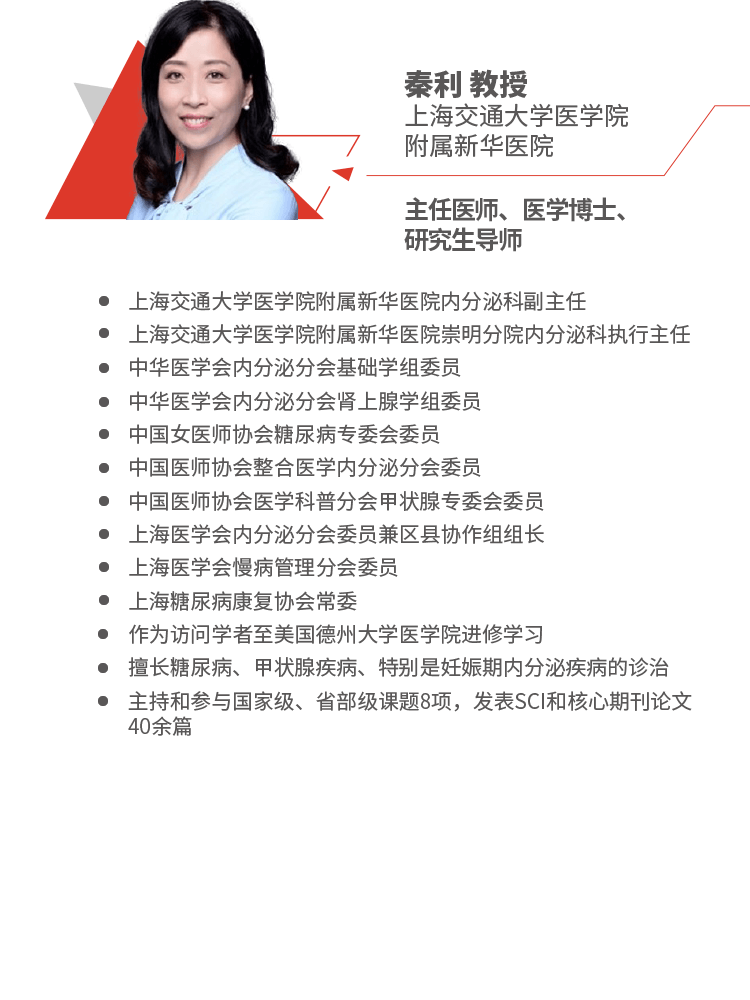 秦利 教授
上海交通大学医学院
附属新华医院
主任医师、医学博士、
研究生导师
● 上海交通大学医学院附属新华医院内分泌科副主任
● 上海交通大学医学院附属新华医院崇明分院内分泌科执行主任
● 中华医学会内分泌分会基础学组委员
● 中华医学会内分泌分会肾上腺学组委员
● 中国女医师协会糖尿病专委会委员
● 中国医师协会整合医学内分泌分会委员
● 中国医师协会医学科普分会甲状腺专委会委员
● 上海医学会内分泌分会委员兼区县协作组组长
● 上海医学会慢病管理分会委员
● 上海糖尿病康复协会常委
● 作为访问学者至美国德州大学医学院进修学习
● 擅长糖尿病、甲状腺疾病、特别是妊娠期内分泌疾病的诊治
● 主持和参与国家级、省部级课题8项，发表SCI和核心期刊论文
40余篇